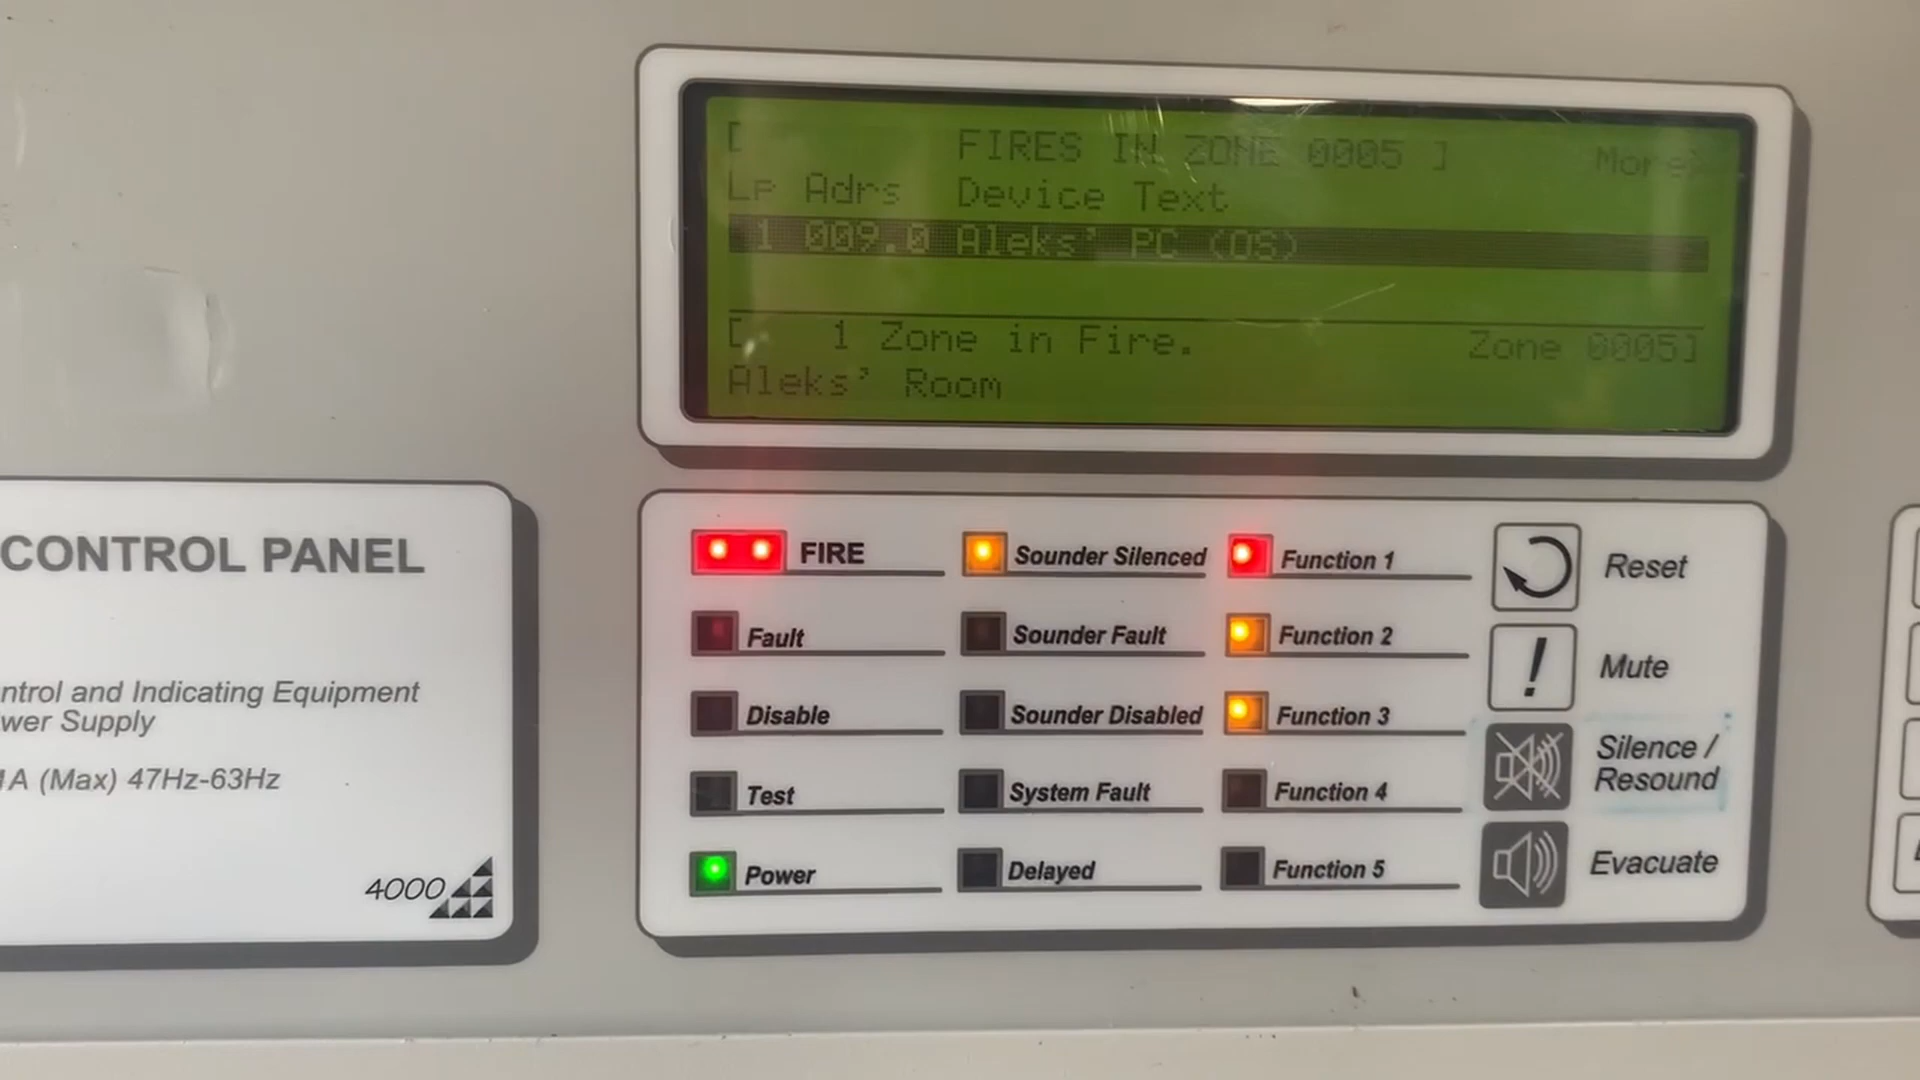 [ FIRES IN ZONE 0005 ] More>
Lp Adrs Device Text
1 009.0 Aleks' PC (OS)
[ 1 Zone in Fire. Zone 0005]
Aleks' Room
CONTROL PANEL
ntrol and Indicating Equipment
wer Supply
A (Max) 47Hz-63Hz
4000
FIRE
Fault
Disable
Test
Power
Sounder Silenced
Sounder Fault
Sounder Disabled
System Fault
Delayed
Function 1
Function 2
Function 3
Function 4
Function 5
Reset
! Mute
Silence /
Resound
Evacuate